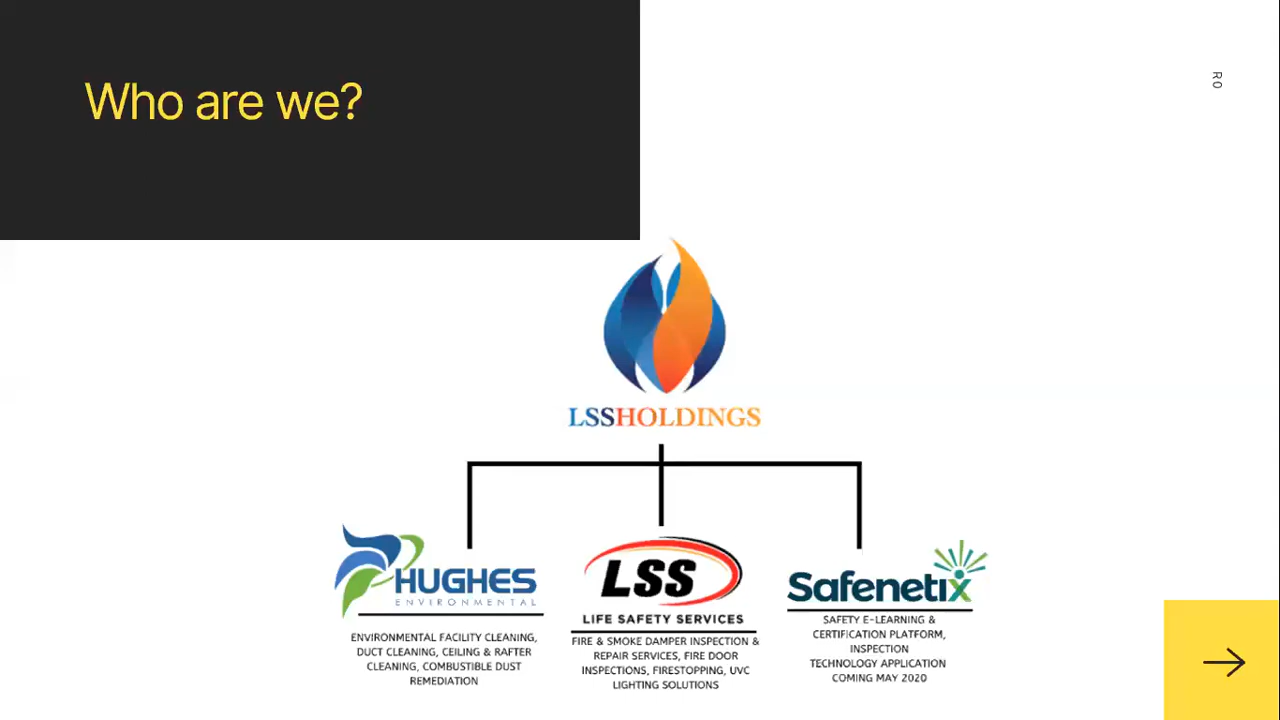 Who are we?
R0
LSSHOLDINGS
HUGHES
ENVIRONMENTAL
ENVIRONMENTAL FACILITY CLEANING,
DUCT CLEANING, CEILING & RAFTER
CLEANING, COMBUSTIBLE DUST
REMEDIATION
LSS
LIFE SAFETY SERVICES
FIRE & SMOKE DAMPER INSPECTION &
REPAIR SERVICES, FIRE DOOR
INSPECTIONS, FIRESTOPPING, UVC
LIGHTING SOLUTIONS
Safenetix
SAFETY E-LEARNING &
CERTIFICATION PLATFORM,
INSPECTION
TECHNOLOGY APPLICATION
COMING MAY 2020